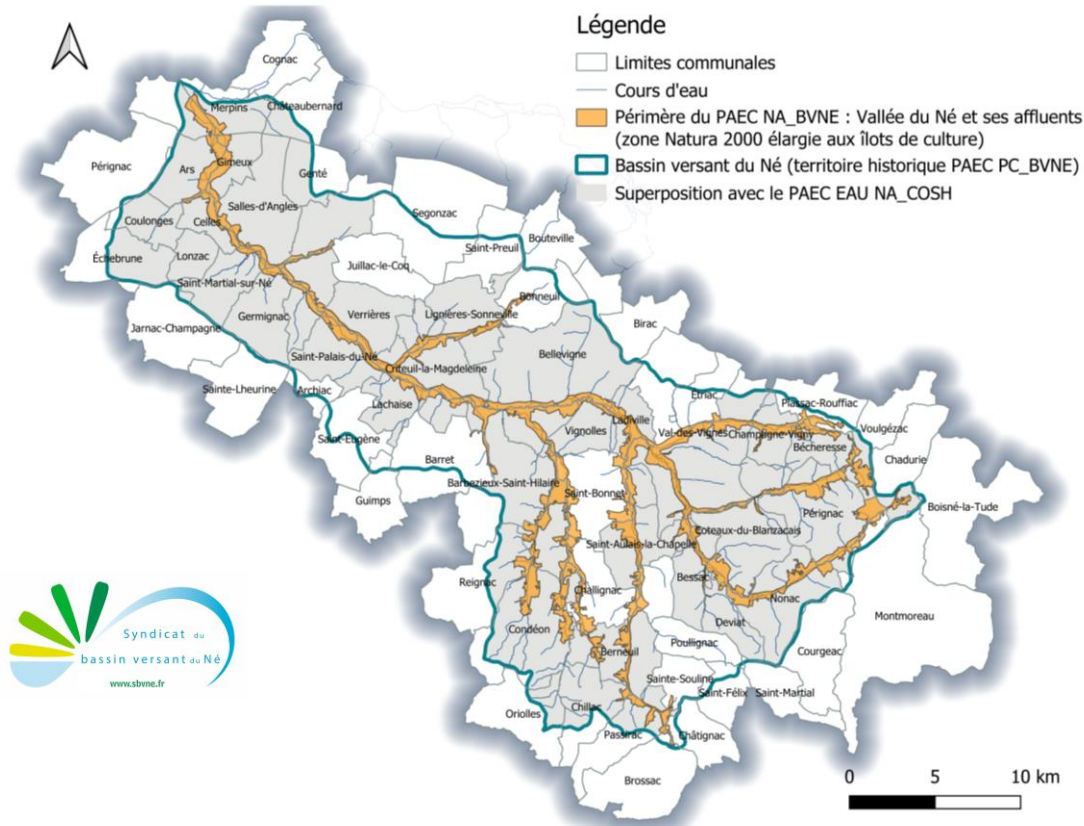 Légende
Limites communales
Cours d'eau
Périmère du PAEC NA_BVNE : Vallée du Né et ses affluents
(zone Natura 2000 élargie aux îlots de culture)
Bassin versant du Né (territoire historique PAEC PC_BVNE)
Superposition avec le PAEC EAU NA_COSH
Cognac
Merpins
Châteaubernard
Pérignac
Ars
Gimeux
Genté
Salles-d'Angles
Segonzac
Coulonges
Celles
Saint-Preuil
Bouteville
Échebrune
Lonzac
Juillac-le-Coq
Saint-Martial-sur-Né
Bonneuil
Jarnac-Champagne
Germignac
Verrières
Lignières-Sonneville
Birac
Saint-Palais-du-Né
Bellevigne
Criteuil-la-Magdeleine
Sainte-Lheurine
Archiac
Lachaise
Étriac
Plassac-Rouffiac
Saint-Eugène
Vignolles
Ladiville
Val-des-Vignes
Champagne-Vigny
Voulgézac
Bécheresse
Chadurie
Barret
Guimps
Barbezieux-Saint-Hilaire
Saint-Bonnet
Pérignac
Boisné-la-Tude
Coteaux-du-Blanzacais
Saint-Aulais-la-Chapelle
Reignac
Challignac
Bessac
Nonac
Montmoreau
Condéon
Deviat
Poullignac
Courgeac
Berneuil
Sainte-Souline
Saint-Félix
Saint-Martial
Oriolles
Chillac
Passirac
Châtignac
Brossac
Syndicat du
bassin versant du Né
www.sbvne.fr
0 5 10 km